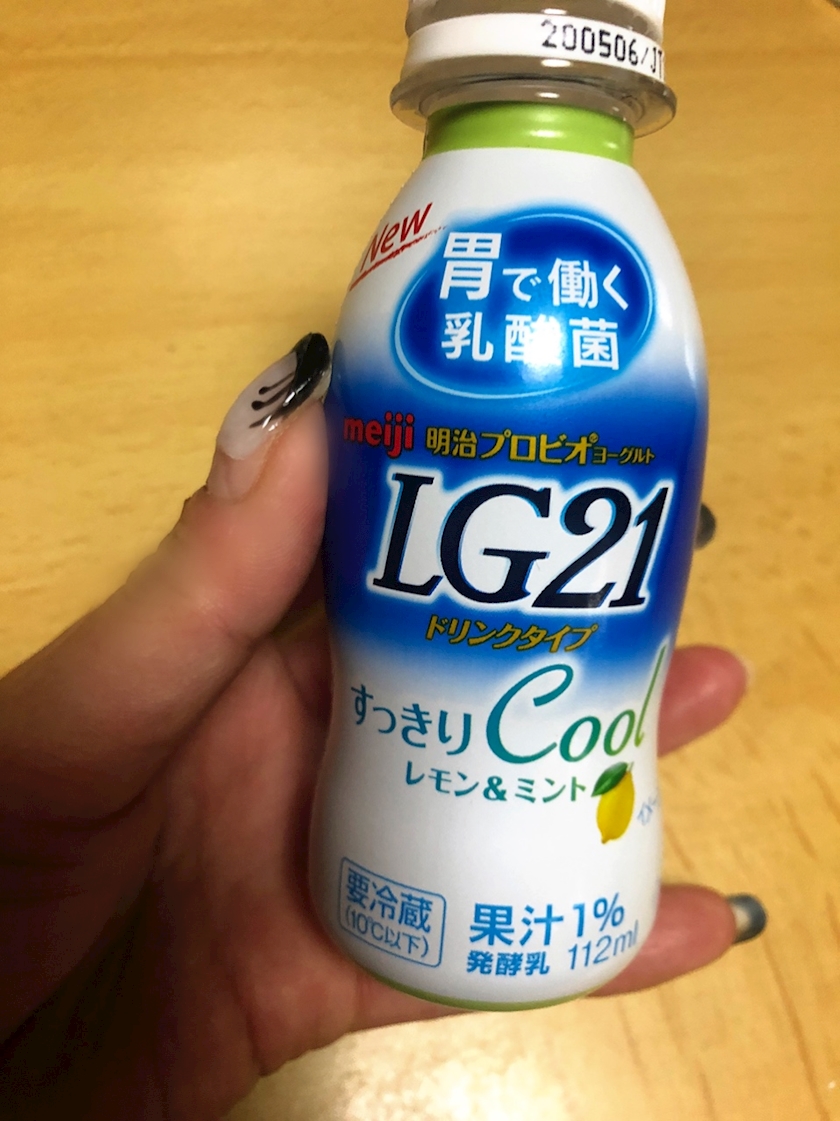 200506/JT
New
胃で働く
乳酸菌
meiji 明治プロビオ®ヨーグルト
LG21
ドリンクタイプ
すっきりCool
レモン&ミント
要冷蔵
(10℃以下)
果汁1%
発酵乳 112ml